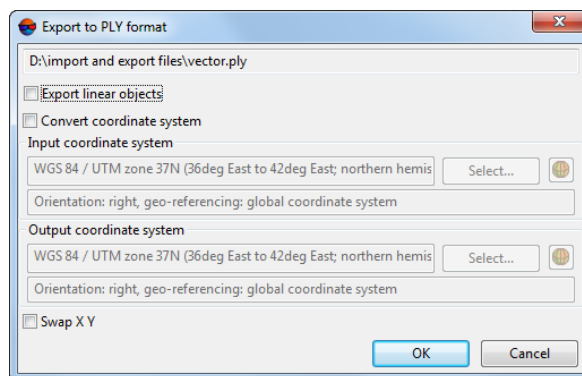 Export to PLY format
D:\import and export files\vector.ply
Export linear objects
Convert coordinate system
Input coordinate system
WGS 84 / UTM zone 37N (36deg East to 42deg East; northern hemis
Select...
Orientation: right, geo-referencing: global coordinate system
Output coordinate system
WGS 84 / UTM zone 37N (36deg East to 42deg East; northern hemis
Select...
Orientation: right, geo-referencing: global coordinate system
Swap X Y
OK
Cancel